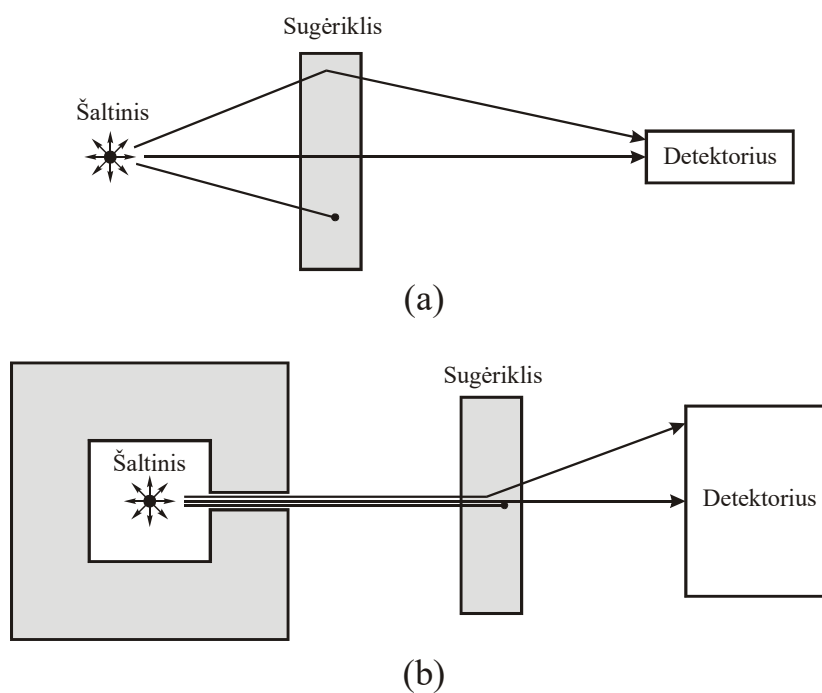 Sugėriklis
Šaltinis
Detektorius
(a)
Sugėriklis
Šaltinis
Detektorius
(b)